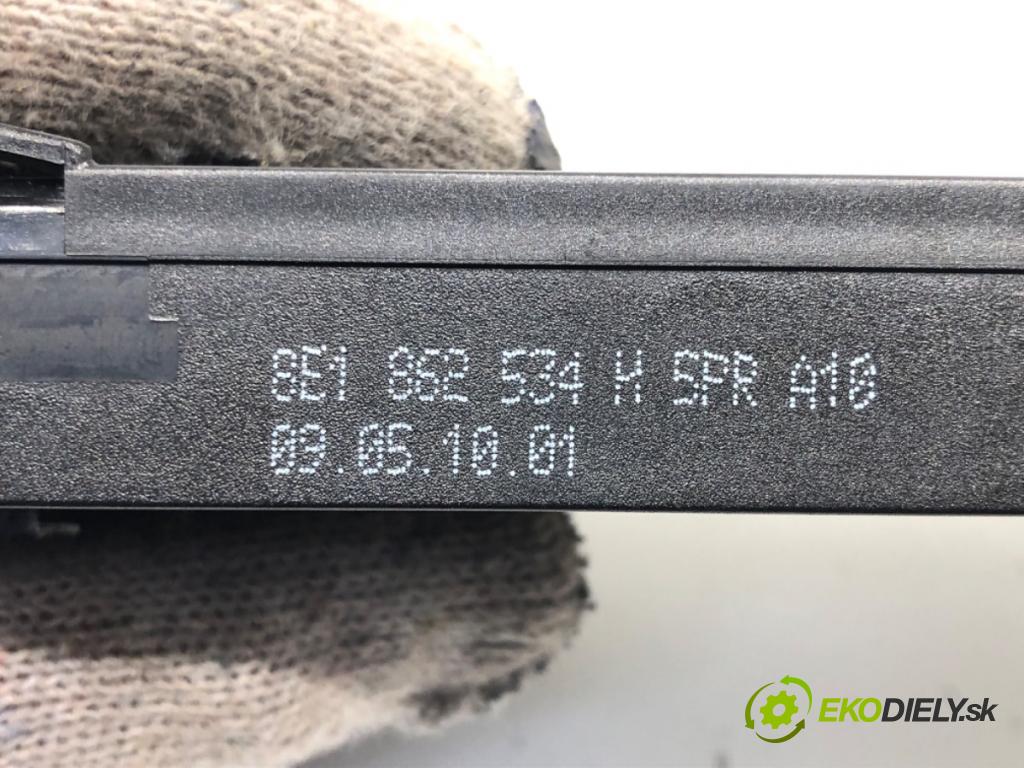 8E1 862 534 H SPR A10
09.05.10.01
EKODIELY.sk